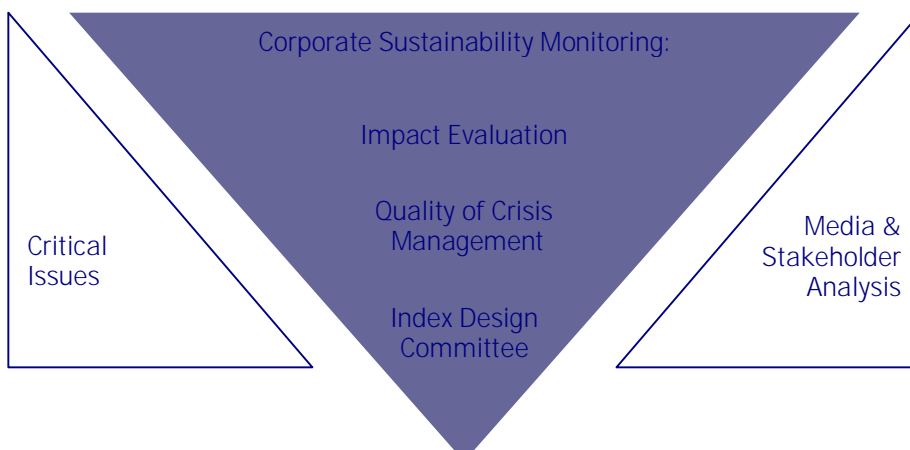 Corporate Sustainability Monitoring:
Impact Evaluation
Quality of Crisis
Management
Index Design
Committee
Critical
Issues
Media &
Stakeholder
Analysis